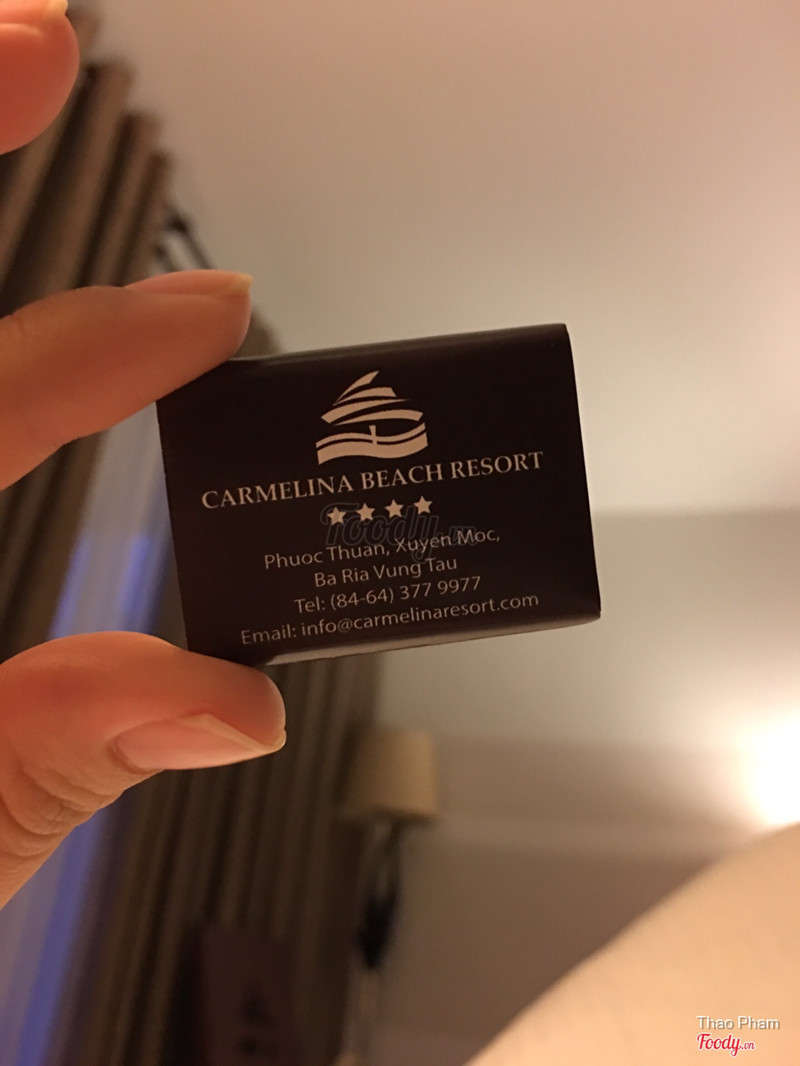 CARMELINA BEACH RESORT
Phuoc Thuan, Xuyen Moc,
Ba Ria Vung Tau
Tel: (84-64) 377 9977
Email: info@carmelinaresort.com
Foody.vn
Thao Pham
Foody.vn